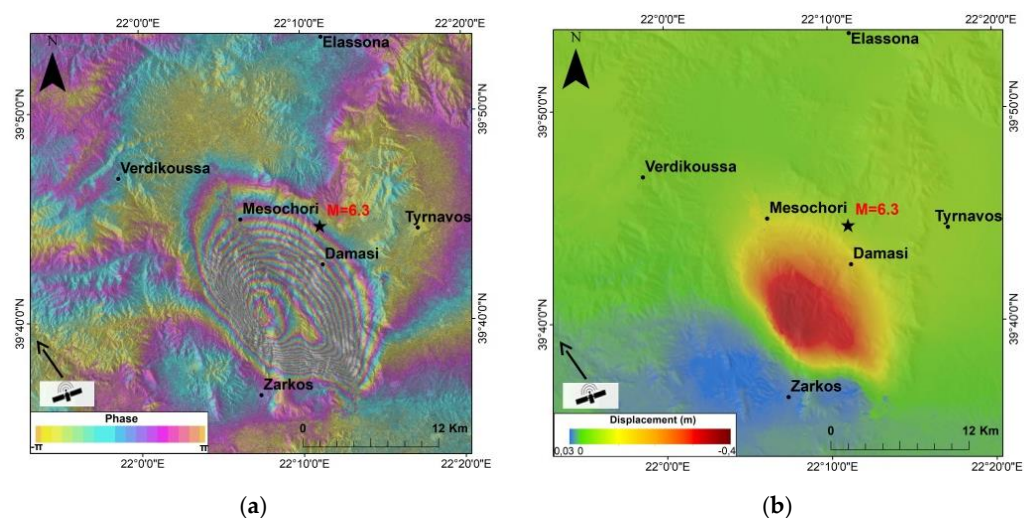 22°0'0"E
22°10'0"E
22°20'0"E
N
Elassona
39°50'0"N
39°50'0"N
Verdikoussa
Mesochori
M=6.3
Tyrnavos
Damasi
39°40'0"N
39°40'0"N
Zarkos
Phase
-π
π
0
12 Km
22°0'0"E
22°10'0"E
22°20'0"E
(a)
22°0'0"E
22°10'0"E
22°20'0"E
N
Elassona
39°50'0"N
39°50'0"N
Verdikoussa
Mesochori
M=6.3
Tyrnavos
Damasi
39°40'0"N
39°40'0"N
Zarkos
Displacement (m)
0,03 0
-0,4
0
12 Km
22°0'0"E
22°10'0"E
22°20'0"E
(b)